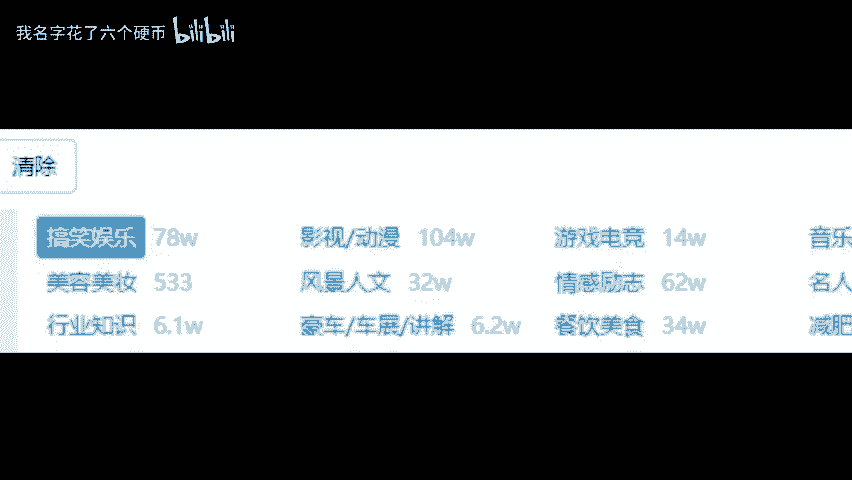 我名字花了六个硬币 bilibili
清除
搞笑娱乐 78w 影视/动漫 104w 游戏电竞 14w 音乐
美容美妆 533 风景人文 32w 情感励志 62w 名人
行业知识 6.1w 豪车/车展/讲解 6.2w 餐饮美食 34w 减肥